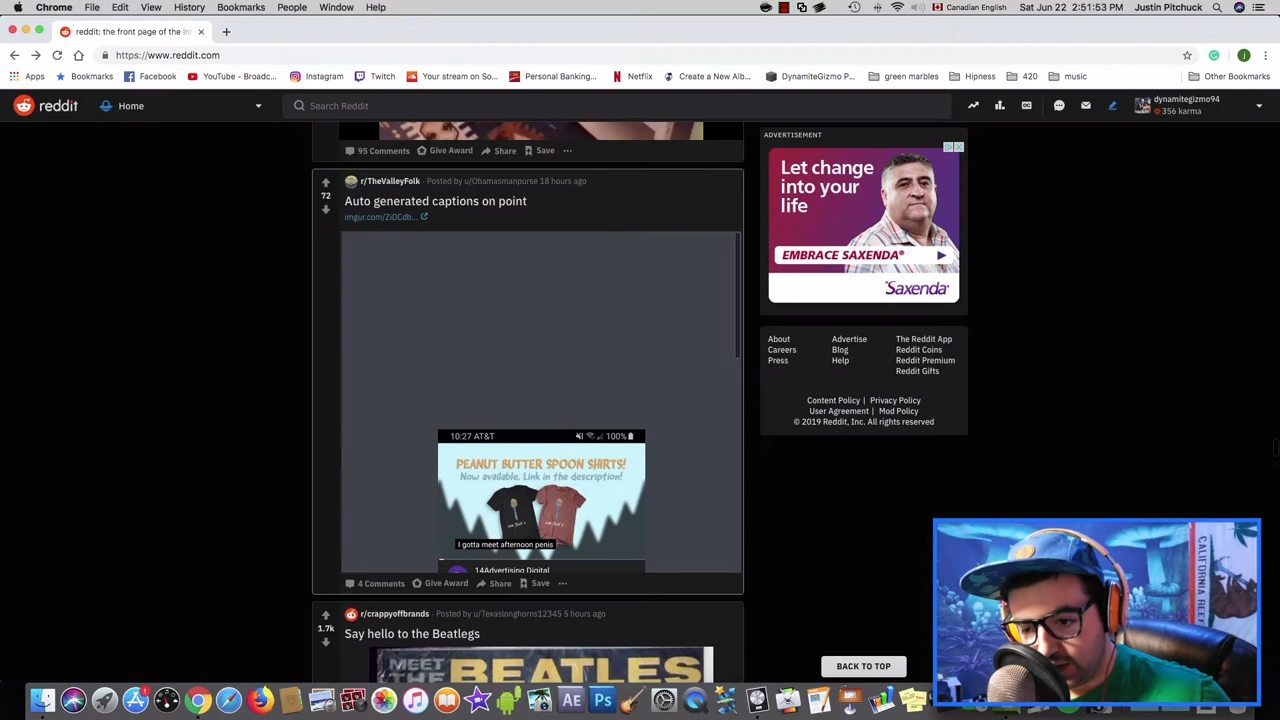 Chrome File Edit View History Bookmarks People Window Help
Canadian English Sat Jun 22 2:51:53 PM Justin Pitchuck
reddit: the front page of the in
https://www.reddit.com
Apps Bookmarks Facebook YouTube - Broadc... Instagram Twitch Your stream on So... Personal Banking... Netflix Create a New Alb... DynamiteGizmo P... green marbles Hipness 420 music Other Bookmarks
reddit Home Search Reddit
dynamitegizmo94
356 karma
95 Comments Give Award Share Save
r/TheValleyFolk · Posted by u/Obamasmanpurse 18 hours ago
72
Auto generated captions on point
imgur.com/ZiDCdb...
10:27 AT&T 100%
PEANUT BUTTER SPOON SHIRTS!
Now available. Link in the description!
I gotta meet afternoon penis
14Advertising Digital
4 Comments Give Award Share Save
r/crappyoffbrands · Posted by u/Texaslonghorns12345 5 hours ago
1.7k
Say hello to the Beatlegs
MEET THE BEATLES
ADVERTISEMENT
Let change
into your
life
EMBRACE SAXENDA®
Saxenda®
About Advertise The Reddit App
Careers Blog Reddit Coins
Press Help Reddit Premium
Reddit Gifts
Content Policy | Privacy Policy
User Agreement | Mod Policy
© 2019 Reddit, Inc. All rights reserved
BACK TO TOP
CALIFORNIA REE
1
Ae Ps